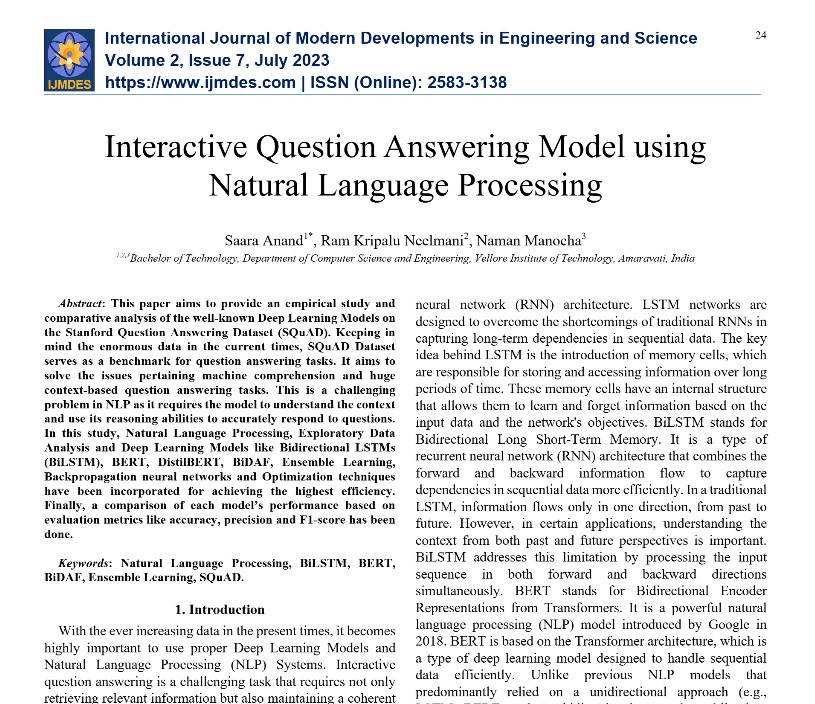 International Journal of Modern Developments in Engineering and Science
24
Volume 2, Issue 7, July 2023
https://www.ijmdes.com | ISSN (Online): 2583-3138
IJMDES
Interactive Question Answering Model using
Natural Language Processing
Saara Anand1*, Ram Kripalu Neelmani2, Naman Manocha3
1,2,3Bachelor of Technology, Department of Computer Science and Engineering, Vellore Institute of Technology, Amaravati, India
Abstract: This paper aims to provide an empirical study and
comparative analysis of the well-known Deep Learning Models on
the Stanford Question Answering Dataset (SQuAD). Keeping in
mind the enormous data in the current times, SQuAD Dataset
serves as a benchmark for question answering tasks. It aims to
solve the issues pertaining machine comprehension and huge
context-based question answering tasks. This is a challenging
problem in NLP as it requires the model to understand the context
and use its reasoning abilities to accurately respond to questions.
In this study, Natural Language Processing, Exploratory Data
Analysis and Deep Learning Models like Bidirectional LSTMs
(BiLSTM), BERT, DistilBERT, BiDAF, Ensemble Learning,
Backpropagation neural networks and Optimization techniques
have been incorporated for achieving the highest efficiency.
Finally, a comparison of each model's performance based on
evaluation metrics like accuracy, precision and F1-score has been
done.
Keywords: Natural Language Processing, BiLSTM, BERT,
BiDAF, Ensemble Learning, SQuAD.
1. Introduction
With the ever increasing data in the present times, it becomes
highly important to use proper Deep Learning Models and
Natural Language Processing (NLP) Systems. Interactive
question answering is a challenging task that requires not only
retrieving relevant information but also maintaining a coherent
neural network (RNN) architecture. LSTM networks are
designed to overcome the shortcomings of traditional RNNs in
capturing long-term dependencies in sequential data. The key
idea behind LSTM is the introduction of memory cells, which
are responsible for storing and accessing information over long
periods of time. These memory cells have an internal structure
that allows them to learn and forget information based on the
input data and the network's objectives. BiLSTM stands for
Bidirectional Long Short-Term Memory. It is a type of
recurrent neural network (RNN) architecture that combines the
forward and backward information flow to capture
dependencies in sequential data more efficiently. In a traditional
LSTM, information flows only in one direction, from past to
future. However, in certain applications, understanding the
context from both past and future perspectives is important.
BiLSTM addresses this limitation by processing the input
sequence in both forward and backward directions
simultaneously. BERT stands for Bidirectional Encoder
Representations from Transformers. It is a powerful natural
language processing (NLP) model introduced by Google in
2018. BERT is based on the Transformer architecture, which is
a type of deep learning model designed to handle sequential
data efficiently. Unlike previous NLP models that
predominantly relied on a unidirectional approach (e.g.,